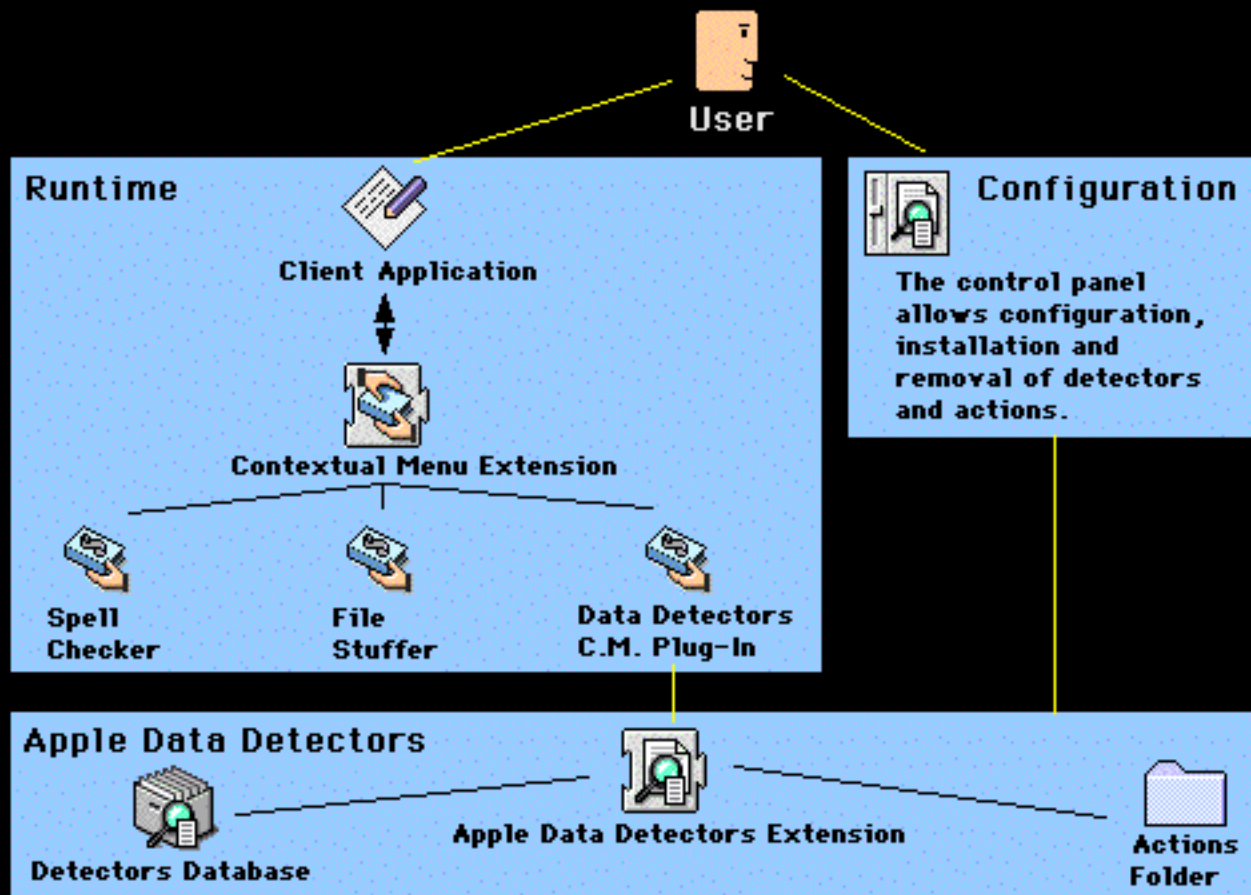 User
Runtime
Client Application
Contextual Menu Extension
Spell
Checker
File
Stuffer
Data Detectors
C.M. Plug-In
Configuration
The control panel
allows configuration,
installation and
removal of detectors
and actions.
Apple Data Detectors
Detectors Database
Apple Data Detectors Extension
Actions
Folder